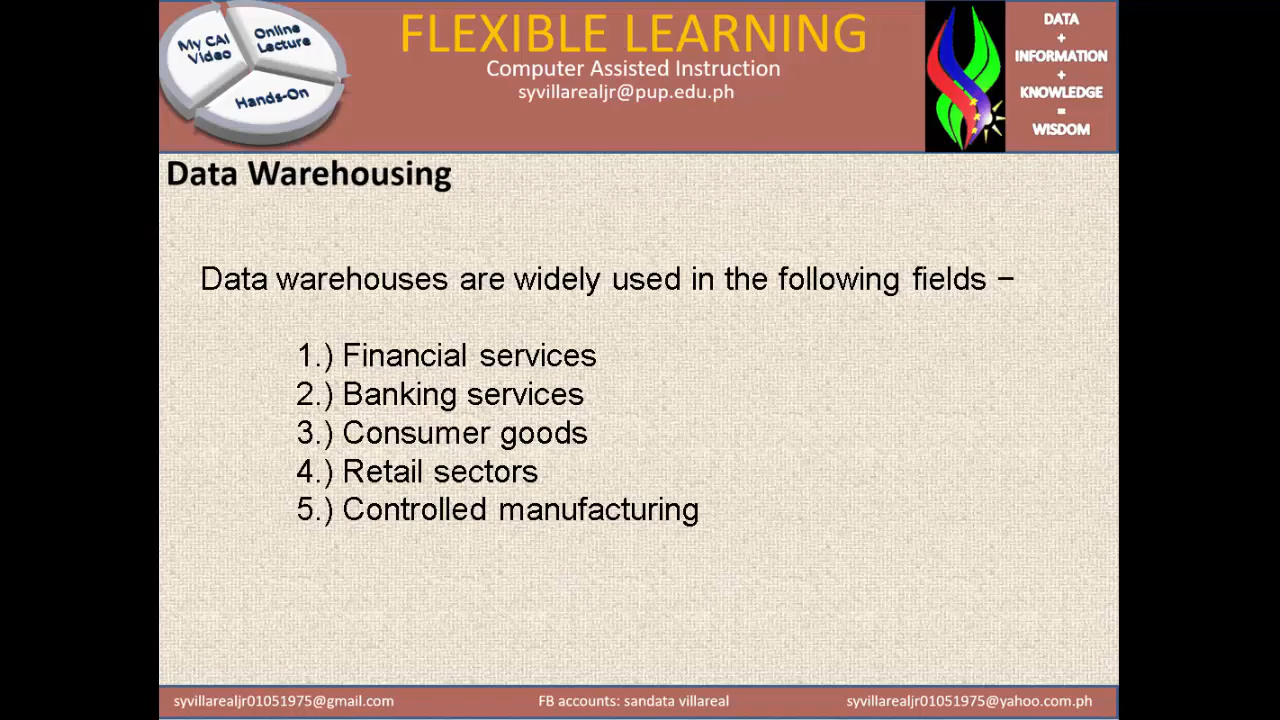 My CAI
Video
Online
Lecture
Hands-On
FLEXIBLE LEARNING
Computer Assisted Instruction
syvillarealjr@pup.edu.ph
DATA
+
INFORMATION
+
KNOWLEDGE
=
WISDOM
Data Warehousing
Data warehouses are widely used in the following fields −
1.) Financial services
2.) Banking services
3.) Consumer goods
4.) Retail sectors
5.) Controlled manufacturing
syvillarealjr01051975@gmail.com
FB accounts: sandata villareal
syvillarealjr01051975@yahoo.com.ph